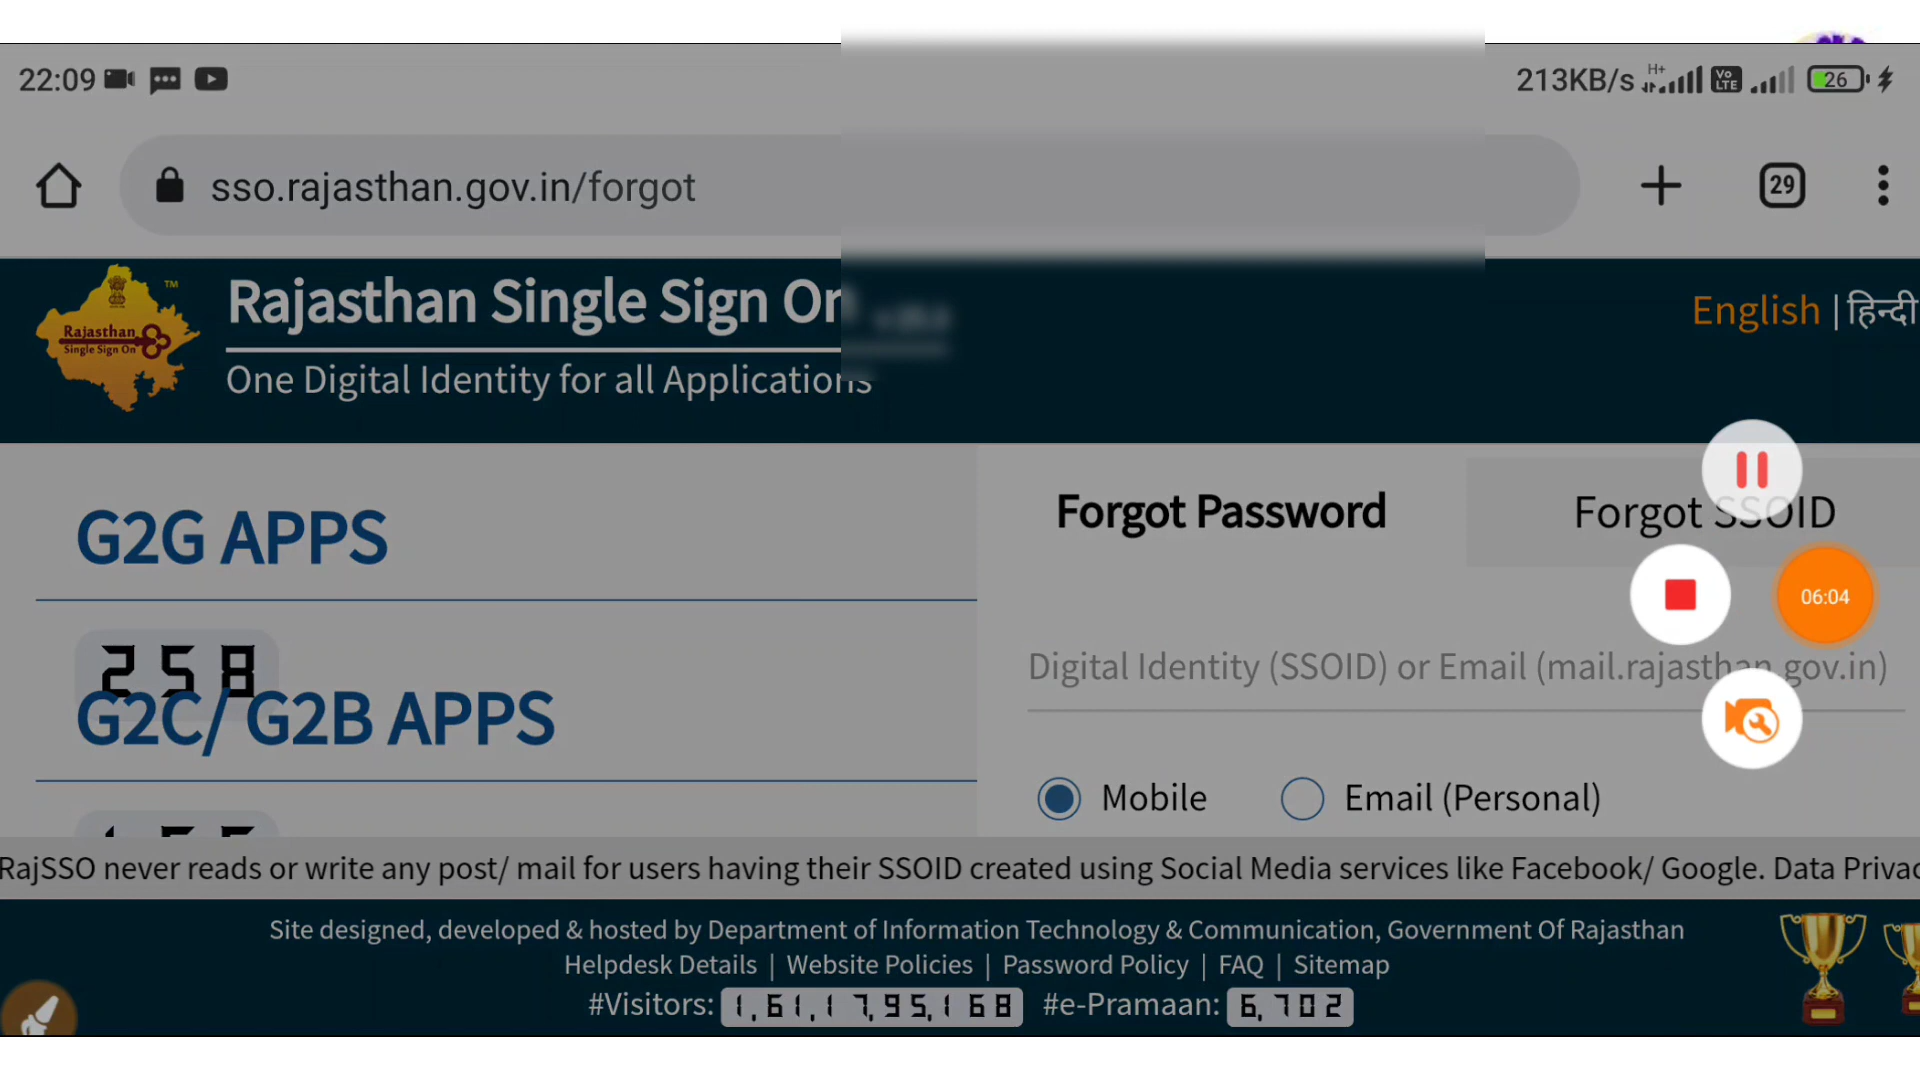 22:09
213KB/s H+ Vo LTE 26
sso.rajasthan.gov.in/forgot
29
Rajasthan Single Sign On
One Digital Identity for all Applications
Rajasthan
Single Sign On
TM
English | हिन्दी
G2G APPS
258
G2C/ G2B APPS
Forgot Password
Forgot SSOID
06:04
Digital Identity (SSOID) or Email (mail.rajasthan.gov.in)
Mobile
Email (Personal)
RajSSO never reads or write any post/ mail for users having their SSOID created using Social Media services like Facebook/ Google. Data Privac
Site designed, developed & hosted by Department of Information Technology & Communication, Government Of Rajasthan
Helpdesk Details | Website Policies | Password Policy | FAQ | Sitemap
#Visitors: 1,61,17,95,168 #e-Pramaan: 6,702